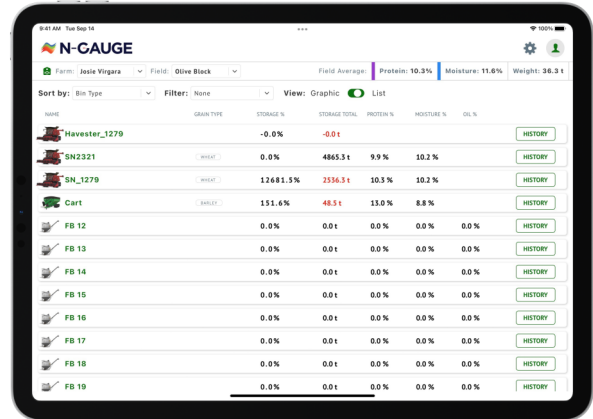 9:41 AM Tue Sep 14
100%
N-GAUGE
Farm: Josie Virgara Field: Olive Block Field Average: Protein: 10.3% Moisture: 11.6% Weight: 36.3 t
Sort by: Bin Type Filter: None View: Graphic List
NAME GRAIN TYPE STORAGE % STORAGE TOTAL PROTEIN % MOISTURE % OIL %
Havester_1279 -0.0% -0.0 t HISTORY
SN2321 WHEAT 0.0% 4865.3 t 9.9 % 10.2 % HISTORY
SN_1279 WHEAT 12681.5% 2536.3 t 10.3 % 10.2 % HISTORY
Cart BARLEY 151.6% 48.5 t 13.0 % 8.8 % HISTORY
FB 12 0.0% 0.0 t 0.0 % 0.0 % 0.0 % HISTORY
FB 13 0.0% 0.0 t 0.0 % 0.0 % 0.0 % HISTORY
FB 14 0.0% 0.0 t 0.0 % 0.0 % 0.0 % HISTORY
FB 15 0.0% 0.0 t 0.0 % 0.0 % 0.0 % HISTORY
FB 16 0.0% 0.0 t 0.0 % 0.0 % 0.0 % HISTORY
FB 17 0.0% 0.0 t 0.0 % 0.0 % 0.0 % HISTORY
FB 18 0.0% 0.0 t 0.0 % 0.0 % 0.0 % HISTORY
FB 19 0.0% 0.0 t 0.0 % 0.0 % 0.0 % HISTORY